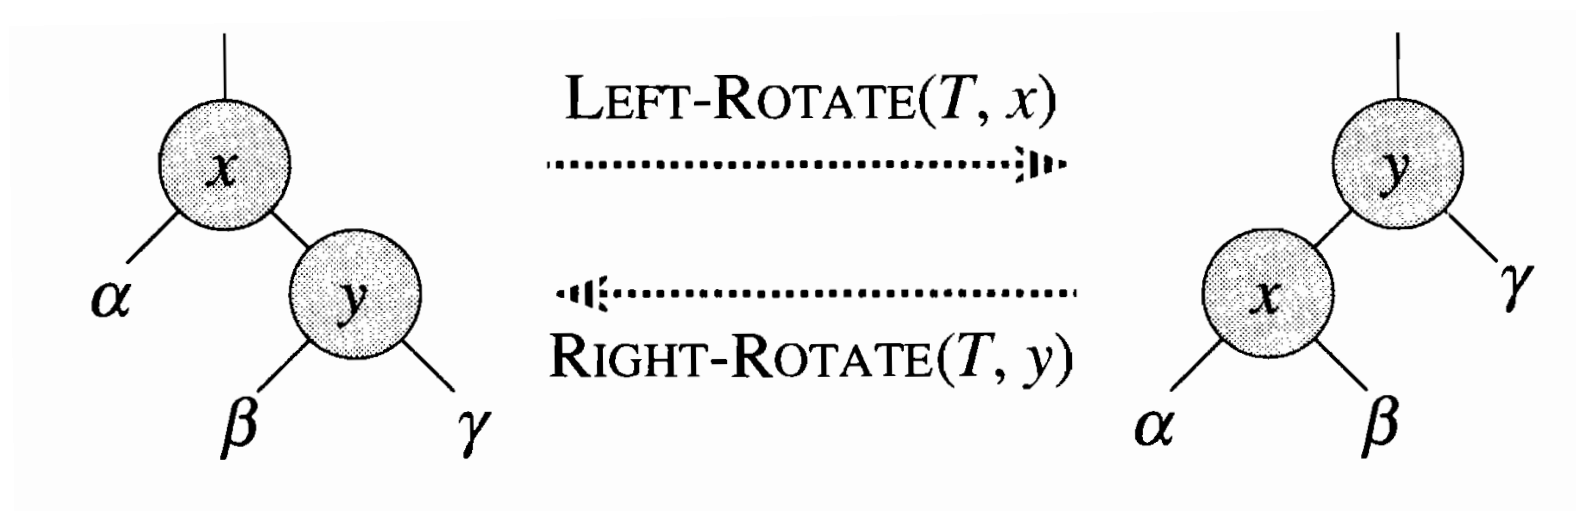 LEFT-ROTATE(T, x)
x
y
α
y
x
γ
RIGHT-ROTATE(T, y)
β
γ
α
β